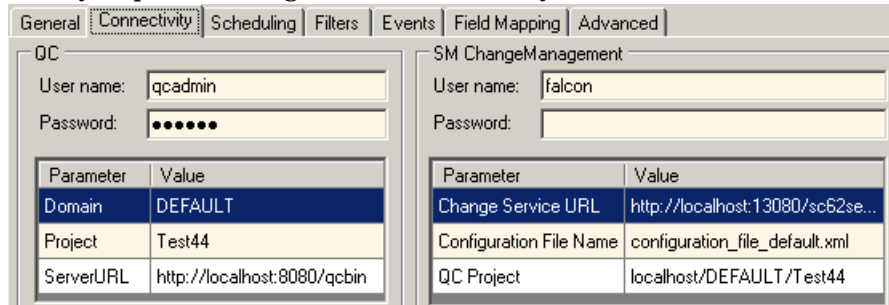 General Connectivity Scheduling Filters Events Field Mapping Advanced
QC
User name: qcadmin
Password: ●●●●●●
Parameter Value
Domain DEFAULT
Project Test44
ServerURL http://localhost:8080/qcbin
SM ChangeManagement
User name: falcon
Password:
Parameter Value
Change Service URL http://localhost:13080/sc62se...
Configuration File Name configuration_file_default.xml
QC Project localhost/DEFAULT/Test44